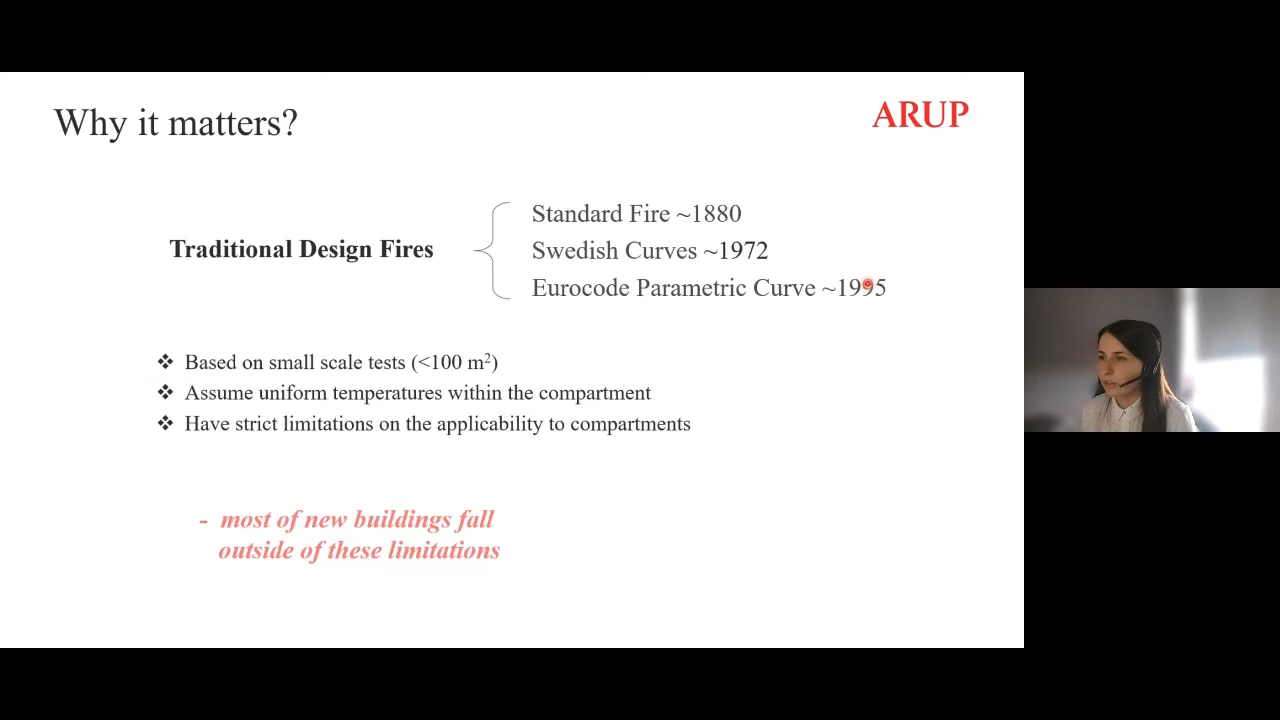 Why it matters?
ARUP
Traditional Design Fires
Standard Fire ~1880
Swedish Curves ~1972
Eurocode Parametric Curve ~1995
Based on small scale tests (<100 m²)
Assume uniform temperatures within the compartment
Have strict limitations on the applicability to compartments
- most of new buildings fall
outside of these limitations